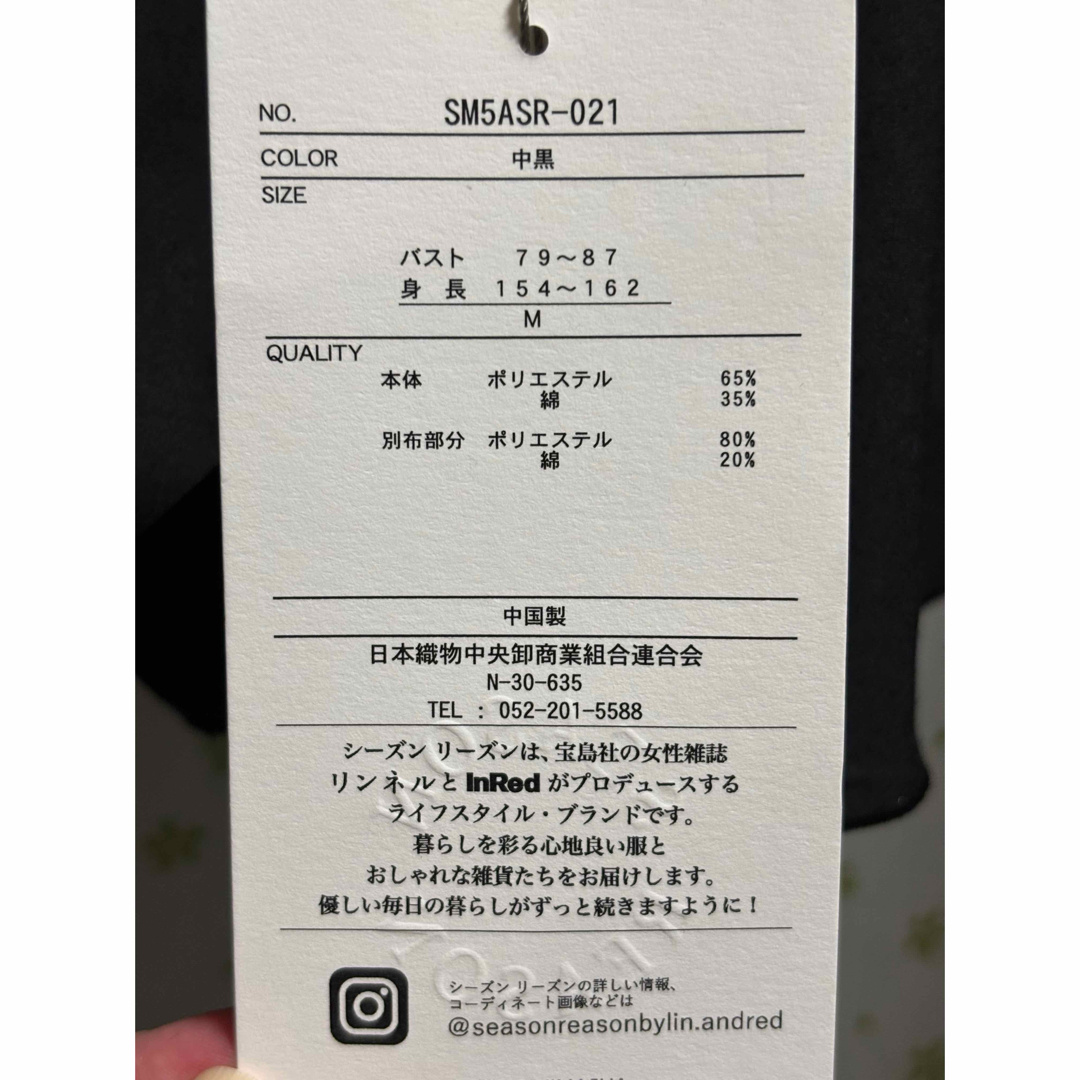 NO. SM5ASR-021
COLOR 中黒
SIZE
バスト 79～87
身 長 154～162
M
QUALITY
本体 ポリエステル 65%
綿 35%
別布部分 ポリエステル 80%
綿 20%
中国製
日本織物中央卸商業組合連合会
N-30-635
TEL : 052-201-5588
シーズン リーズンは、宝島社の女性雑誌
リンネルと InRed がプロデュースする
ライフスタイル・ブランドです。
暮らしを彩る心地良い服と
おしゃれな雑貨たちをお届けします。
優しい毎日の暮らしがずっと続きますように！
シーズン リーズンの詳しい情報、
コーディネート画像などは
@seasonreasonbylin.andred